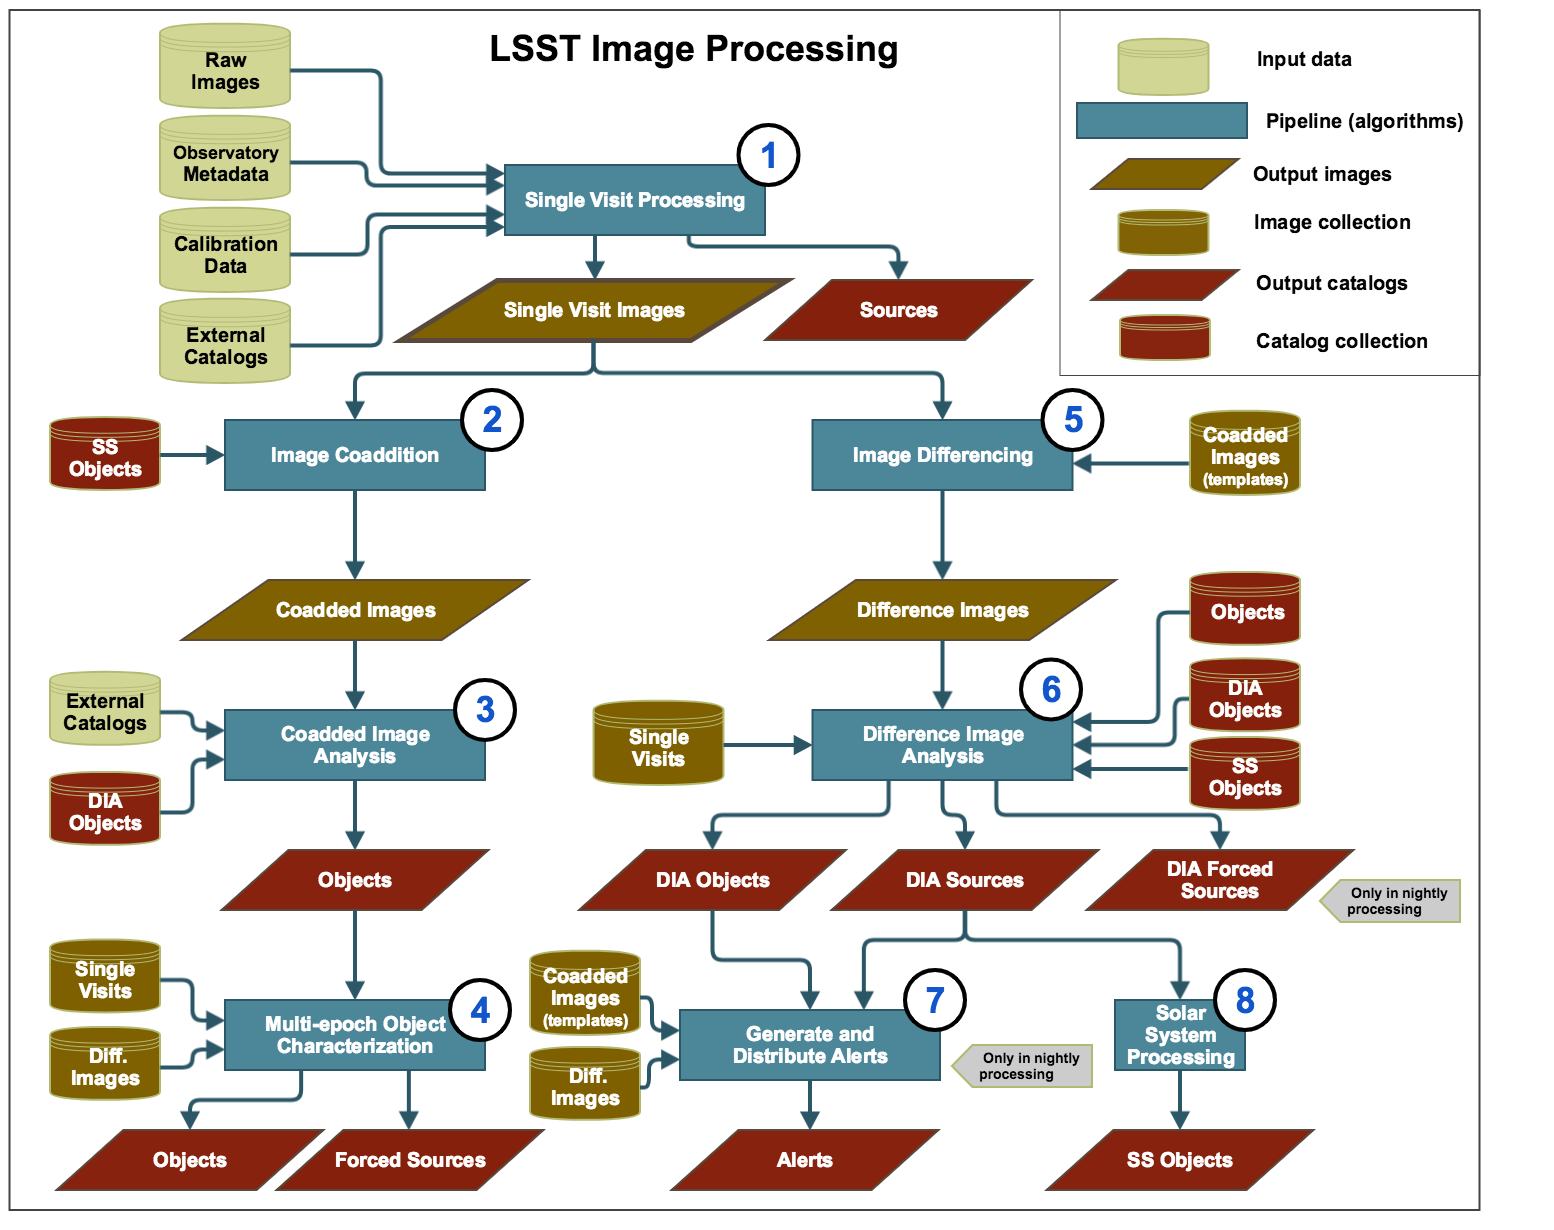 LSST Image Processing
Raw
Images
Observatory
Metadata
Calibration
Data
External
Catalogs
Input data
Pipeline (algorithms)
Output images
Image collection
Output catalogs
Catalog collection
1
Single Visit Processing
Single Visit Images
Sources
SS
Objects
2
Image Coaddition
5
Image Differencing
Coadded
Images
(templates)
Coadded Images
Difference Images
Objects
DIA
Objects
SS
Objects
External
Catalogs
DIA
Objects
3
Coadded Image
Analysis
Single
Visits
6
Difference Image
Analysis
Objects
DIA Objects
DIA Sources
DIA Forced
Sources
Only in nightly
processing
Single
Visits
Diff.
Images
4
Multi-epoch Object
Characterization
Coadded
Images
(templates)
Diff.
Images
7
Generate and
Distribute Alerts
Only in nightly
processing
8
Solar
System
Processing
Objects
Forced Sources
Alerts
SS Objects